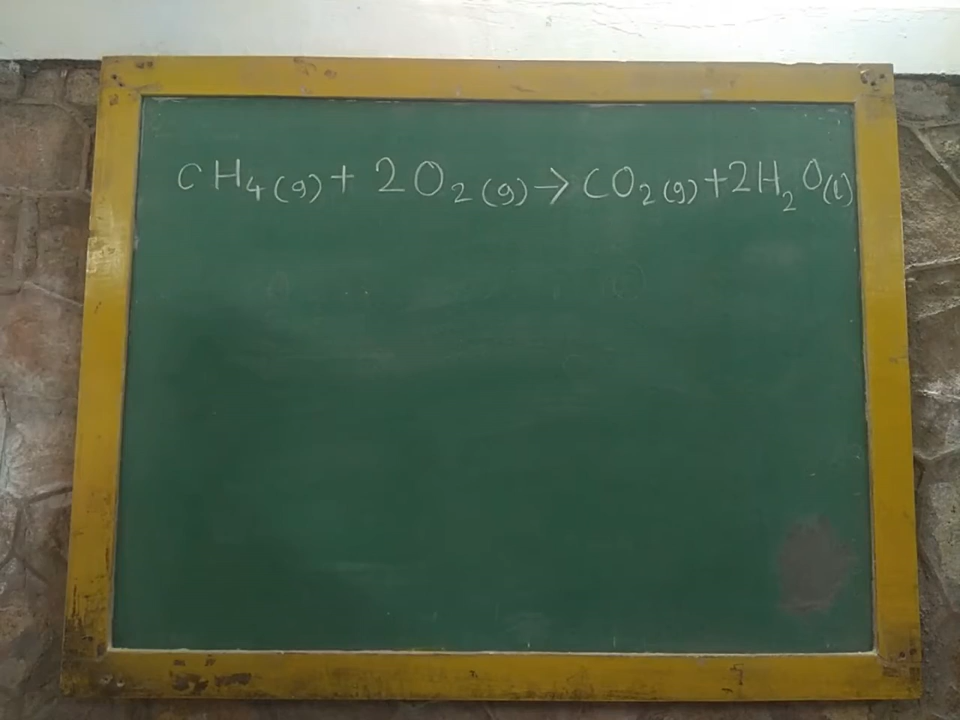 CH₄(g) + 2O₂(g) → CO₂(g) + 2H₂O(l)